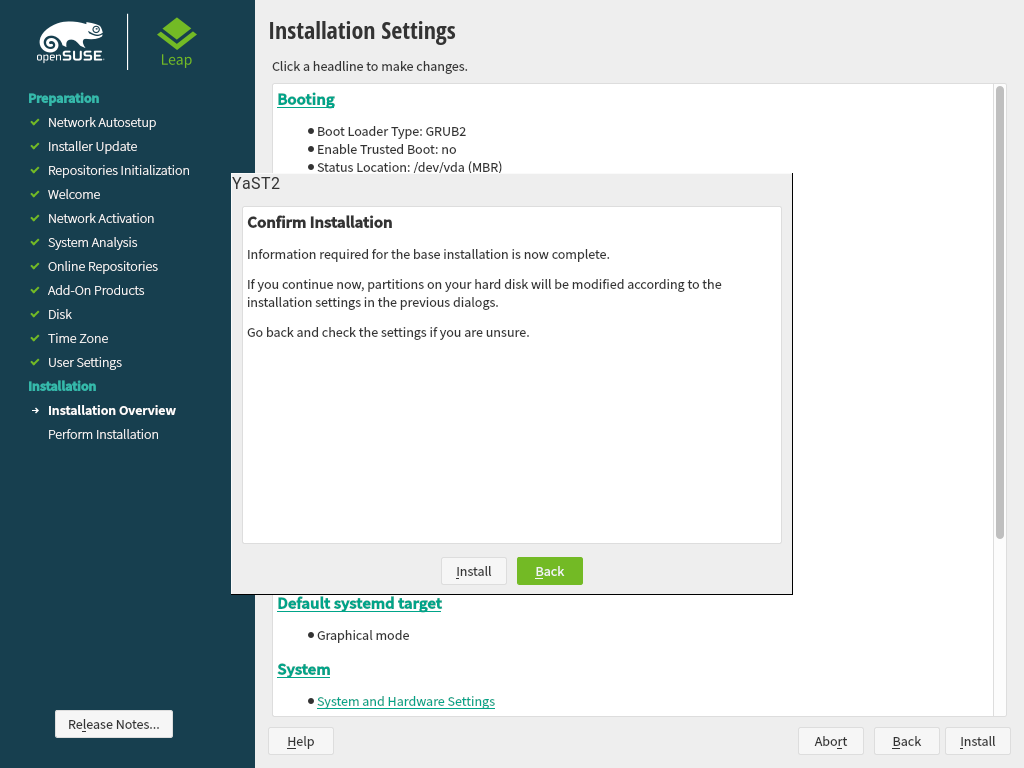 openSUSE
Leap
Preparation
Network Autosetup
Installer Update
Repositories Initialization
Welcome
Network Activation
System Analysis
Online Repositories
Add-On Products
Disk
Time Zone
User Settings
Installation
Installation Overview
Perform Installation
Release Notes...
Installation Settings
Click a headline to make changes.
Booting
Boot Loader Type: GRUB2
Enable Trusted Boot: no
Status Location: /dev/vda (MBR)
YaST2
Confirm Installation
Information required for the base installation is now complete.
If you continue now, partitions on your hard disk will be modified according to the
installation settings in the previous dialogs.
Go back and check the settings if you are unsure.
Install
Back
Default systemd target
Graphical mode
System
System and Hardware Settings
Help
Abort
Back
Install